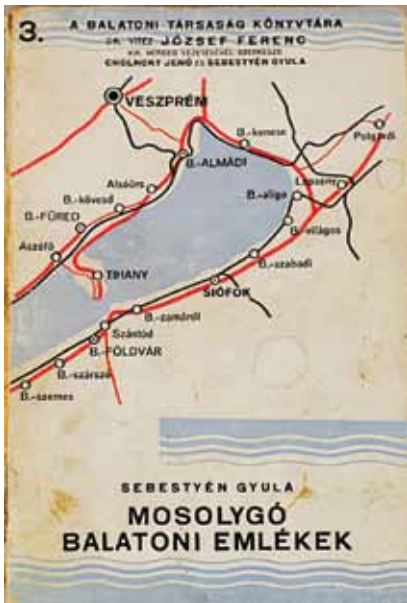 3.
A BALATONI TÁRSASÁG KÖNYVTÁRA
DR. VITÉZ JÓZSEF FERENC
KIR. HERCEG VEZETÉSÉVEL SZERKESZTI
CHOLNOKY JENŐ ÉS SEBESTYÉN GYULA
VESZPRÉM
B.-kenese
Polgárdi
B.-ALMÁDI
Lepsény
Alsóörs
B.-aliga
B.-kövesd
B.-FÜRED
B.-világos
Aszófő
B.-szabadi
TIHANY
SIÓFOK
B.-zamárdi
Szántód
B.-FÖLDVÁR
B.-szárszó
B.-szemes
SEBESTYÉN GYULA
MOSOLYGÓ
BALATONI EMLÉKEK